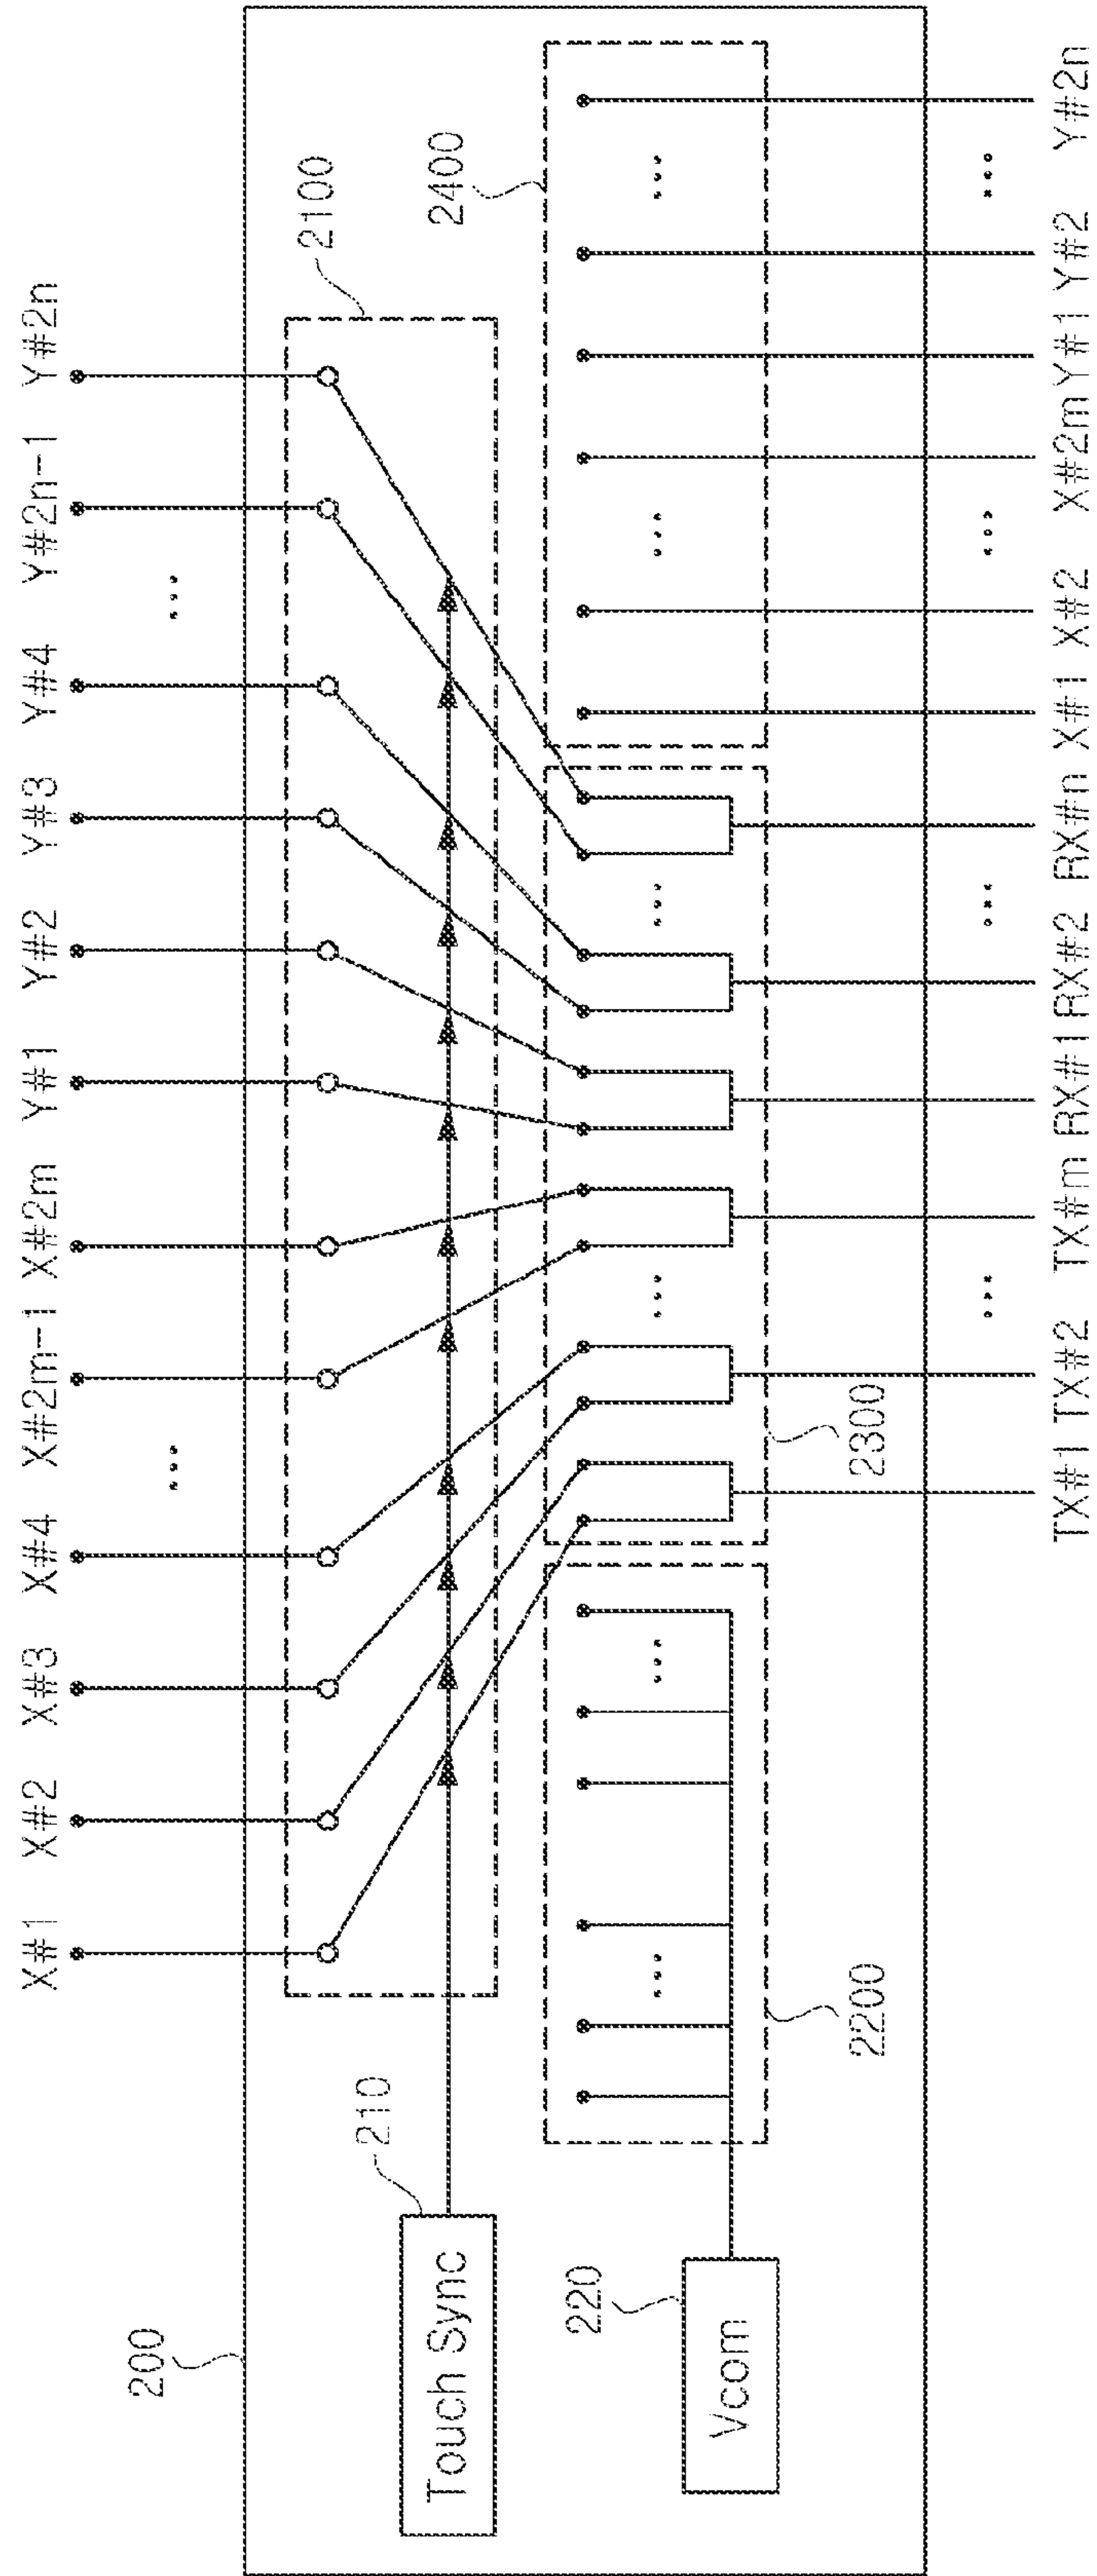 X#1 X#2 X#3 X#4 X#2m-1 X#2m Y#1 Y#2 Y#3 Y#4 Y#2n-1 Y#2n
200
2100
210
Touch Sync
2400
220
Vcom
2200
2300
TX#1 TX#2 TX#m RX#1 RX#2 RX#n X#1 X#2 X#2m Y#1 Y#2 Y#2n